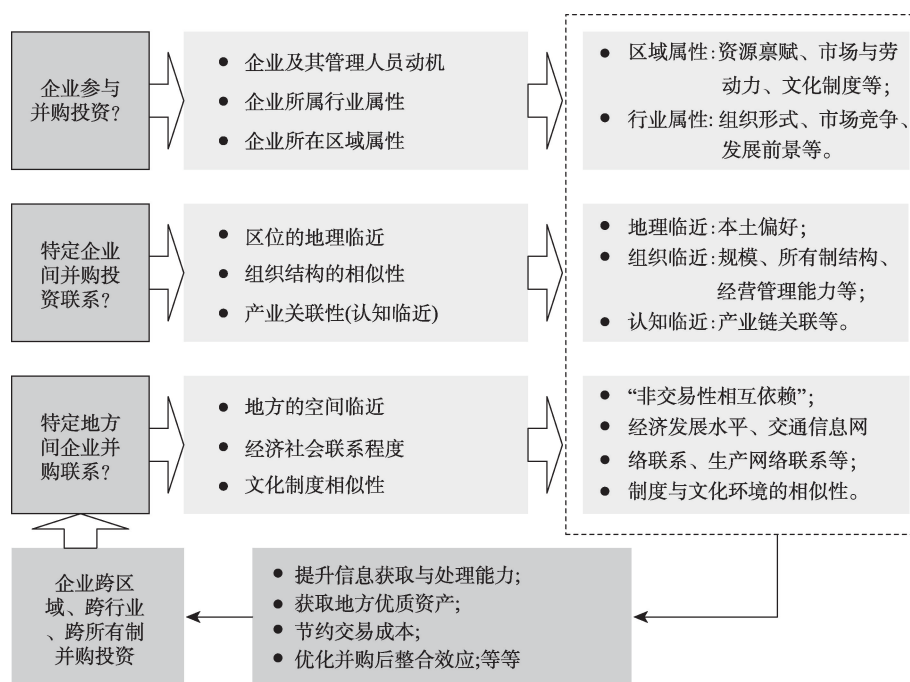 企业参与
并购投资?
● 企业及其管理人员动机
● 企业所属行业属性
● 企业所在区域属性
● 区域属性:资源禀赋、市场与劳
动力、文化制度等;
● 行业属性:组织形式、市场竞争、
发展前景等。
特定企业
间并购投
资联系?
● 区位的地理临近
● 组织结构的相似性
● 产业关联性(认知临近)
● 地理临近:本土偏好;
● 组织临近:规模、所有制结构、
经营管理能力等;
● 认知临近:产业链关联等。
特定地方
间企业并
购联系?
● 地方的空间临近
● 经济社会联系程度
● 文化制度相似性
● “非交易性相互依赖”;
● 经济发展水平、交通信息网
● 络联系、生产网络联系等;
● 制度与文化环境的相似性。
企业跨区
域、跨行业
、跨所有制
并购投资
● 提升信息获取与处理能力;
● 获取地方优质资产;
● 节约交易成本;
● 优化并购后整合效应;等等